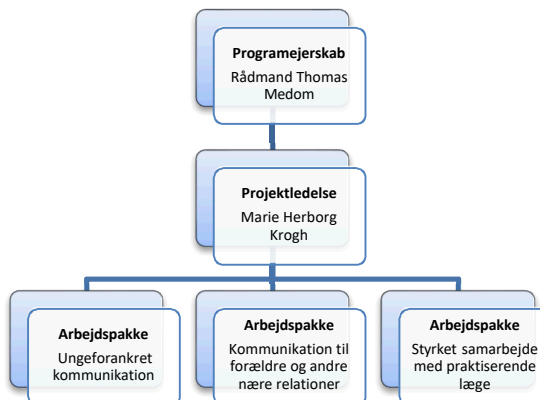 Programejerskab
Rådmand Thomas
Medom
Projektledelse
Marie Herborg
Krogh
Arbejdspakke
Ungeforankret
kommunikation
Arbejdspakke
Kommunikation til
forældre og andre
nære relationer
Arbejdspakke
Styrket samarbejde
med praktiserende
læge